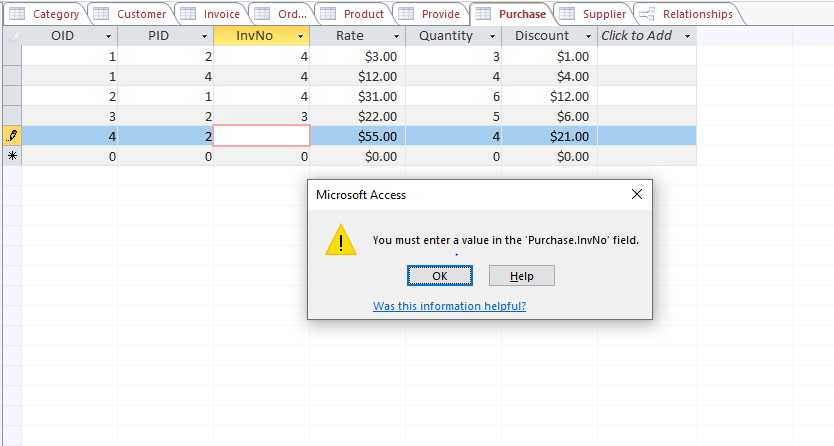 Category Customer Invoice Ord... Product Provide Purchase Supplier Relationships
OID PID InvNo Rate Quantity Discount Click to Add
1 2 4 $3.00 3 $1.00
1 4 4 $12.00 4 $4.00
2 1 4 $31.00 6 $12.00
3 2 3 $22.00 5 $6.00
4 2 $55.00 4 $21.00
0 0 0 $0.00 0 $0.00
Microsoft Access
You must enter a value in the 'Purchase.InvNo' field.
OK Help
Was this information helpful?